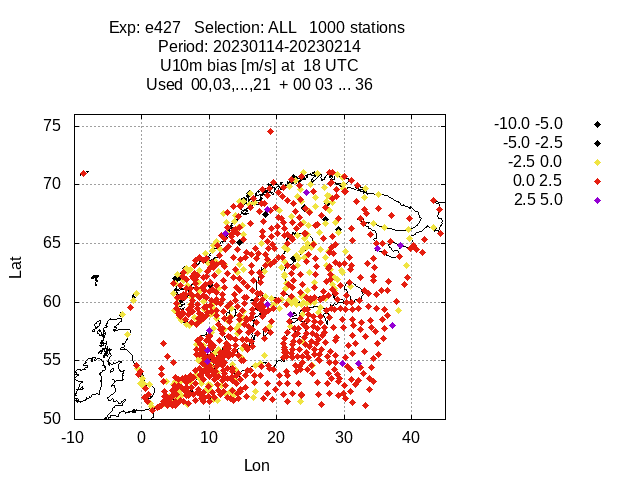 Exp: e427 Selection: ALL 1000 stations
Period: 20230114-20230214
U10m bias [m/s] at 18 UTC
Used 00,03,...,21 + 00 03 ... 36
-10.0 -5.0
-5.0 -2.5
-2.5 0.0
0.0 2.5
2.5 5.0
75
70
65
60
55
50
Lat
-10 0 10 20 30 40
Lon